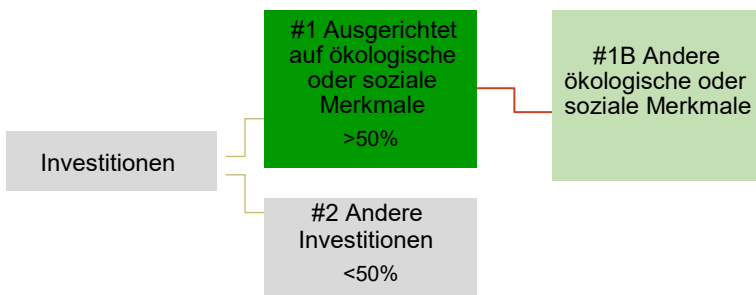 Investitionen
#1 Ausgerichtet
auf ökologische
oder soziale
Merkmale
>50%
#1B Andere
ökologische oder
soziale Merkmale
#2 Andere
Investitionen
<50%